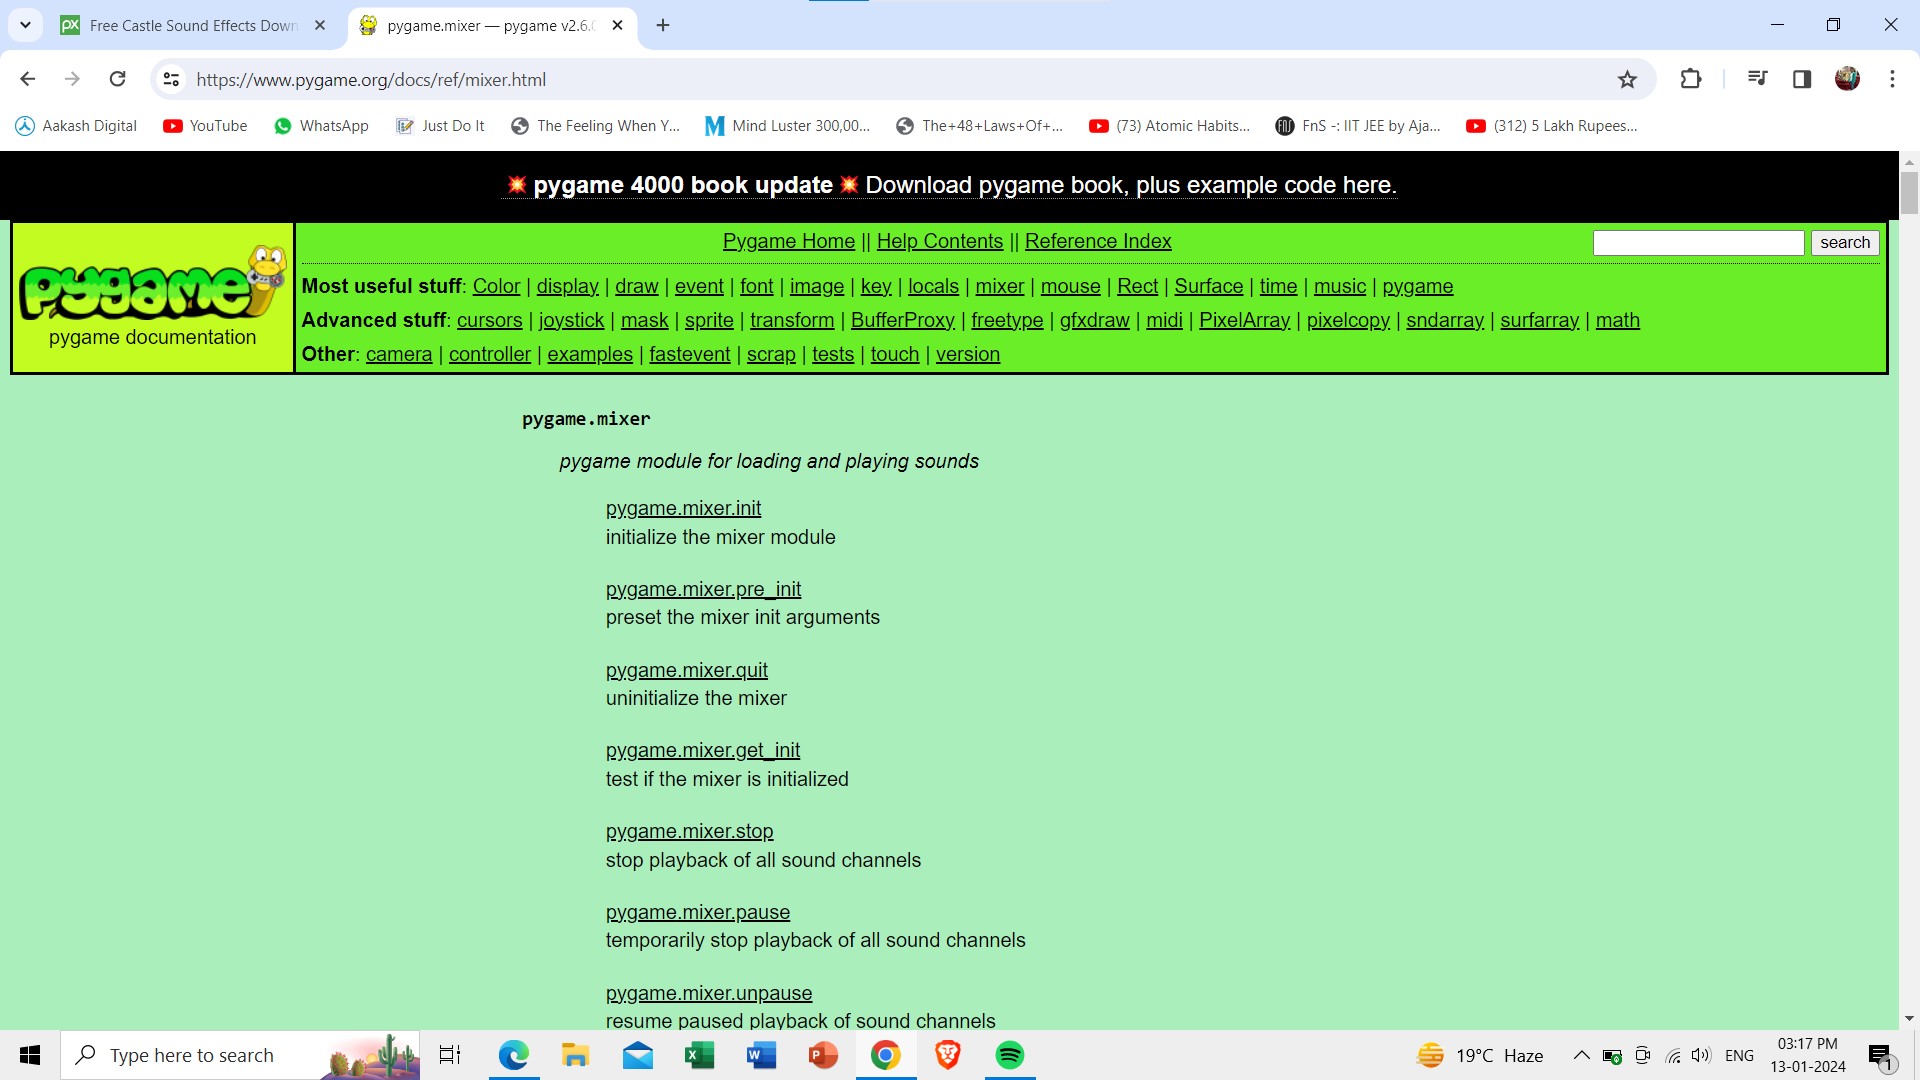 Free Castle Sound Effects Down
pygame.mixer — pygame v2.6.
https://www.pygame.org/docs/ref/mixer.html
Aakash Digital YouTube WhatsApp Just Do It The Feeling When Y... Mind Luster 300,00... The+48+Laws+Of+... (73) Atomic Habits... FnS -: IIT JEE by Aja... (312) 5 Lakh Rupees...
💥 pygame 4000 book update 💥 Download pygame book, plus example code here.
Pygame Home || Help Contents || Reference Index
search
pygame
pygame documentation
Most useful stuff: Color | display | draw | event | font | image | key | locals | mixer | mouse | Rect | Surface | time | music | pygame
Advanced stuff: cursors | joystick | mask | sprite | transform | BufferProxy | freetype | gfxdraw | midi | PixelArray | pixelcopy | sndarray | surfarray | math
Other: camera | controller | examples | fastevent | scrap | tests | touch | version
pygame.mixer
pygame module for loading and playing sounds
pygame.mixer.init
initialize the mixer module
pygame.mixer.pre_init
preset the mixer init arguments
pygame.mixer.quit
uninitialize the mixer
pygame.mixer.get_init
test if the mixer is initialized
pygame.mixer.stop
stop playback of all sound channels
pygame.mixer.pause
temporarily stop playback of all sound channels
pygame.mixer.unpause
resume paused playback of sound channels
Type here to search
19°C Haze
ENG
03:17 PM
13-01-2024
1